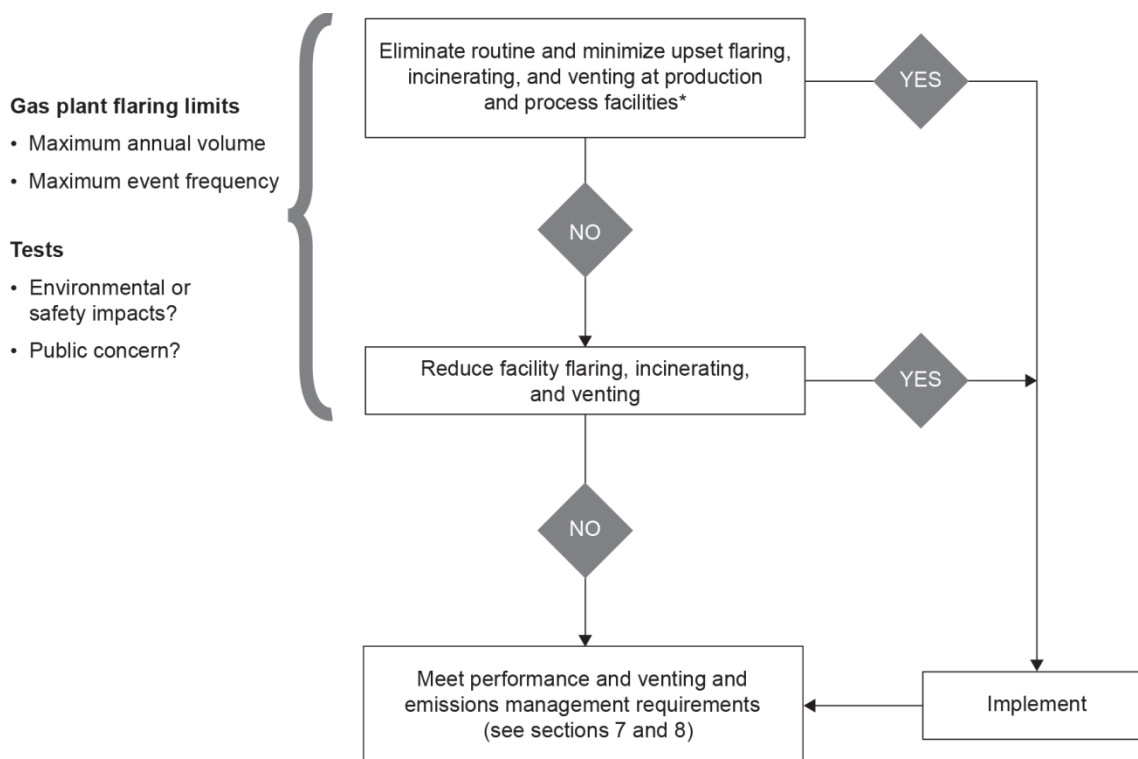 Gas plant flaring limits
• Maximum annual volume
• Maximum event frequency
Tests
• Environmental or
safety impacts?
• Public concern?
Eliminate routine and minimize upset flaring,
incinerating, and venting at production
and process facilities*
YES
NO
Reduce facility flaring, incinerating,
and venting
YES
NO
Meet performance and venting and
emissions management requirements
(see sections 7 and 8)
Implement